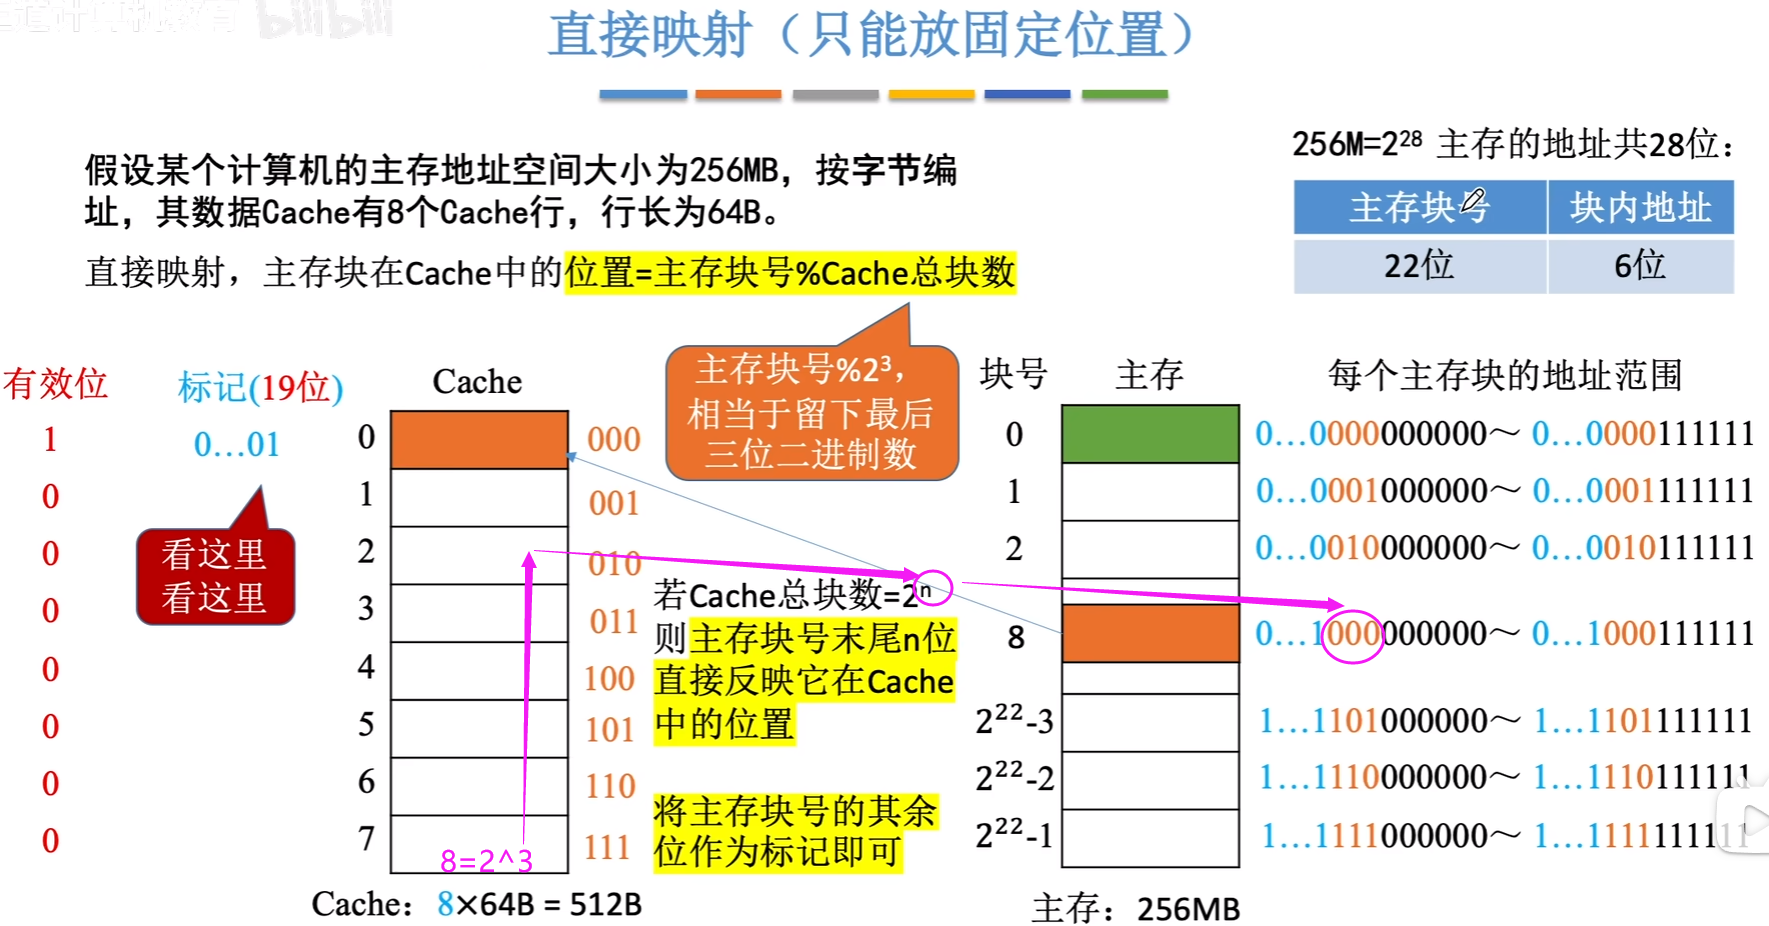 bilibili
直接映射（只能放固定位置）
假设某个计算机的主存地址空间大小为256MB，按字节编
址，其数据Cache有8个Cache行，行长为64B。
直接映射，主存块在Cache中的位置=主存块号%Cache总块数
256M=2²⁸ 主存的地址共28位：
主存块号 块内地址
22位 6位
主存块号%2³，
相当于留下最后
三位二进制数
有效位 标记(19位) Cache
1 0…01 0 000
0 1 001
0 2 010
0 3 011
0 4 100
0 5 101
0 6 110
0 7 111
看这里
看这里
8=2^3
Cache：8×64B = 512B
若Cache总块数=2ⁿ
则主存块号末尾n位
直接反映它在Cache
中的位置
将主存块号的其余
位作为标记即可
块号 主存 每个主存块的地址范围
0 0…0000000000～ 0…0000111111
1 0…0001000000～ 0…0001111111
2 0…0010000000～ 0…0010111111
8 0…1000000000～ 0…1000111111
2²²-3 1…1101000000～ 1…1101111111
2²²-2 1…1110000000～ 1…1110111111
2²²-1 1…1111000000～ 1…1111111111
主存：256MB